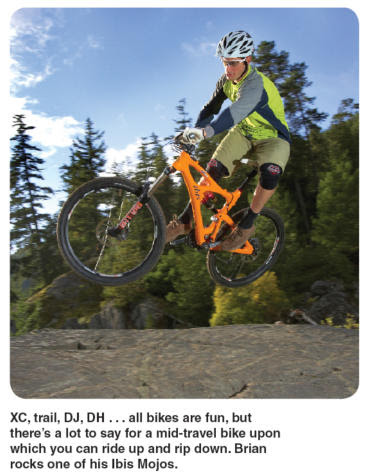 XC, trail, DJ, DH . . . all bikes are fun, but
there's a lot to say for a mid-travel bike upon
which you can ride up and rip down. Brian
rocks one of his Ibis Mojos.